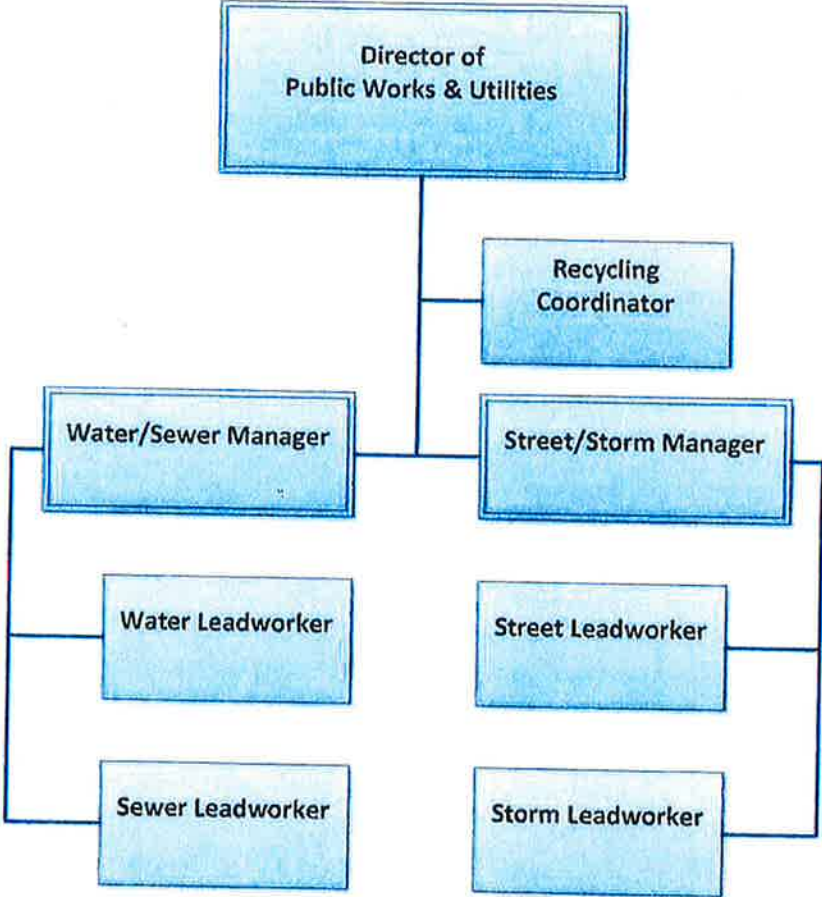 Director of
Public Works & Utilities
Recycling
Coordinator
Water/Sewer Manager
Street/Storm Manager
Water Leadworker
Street Leadworker
Sewer Leadworker
Storm Leadworker